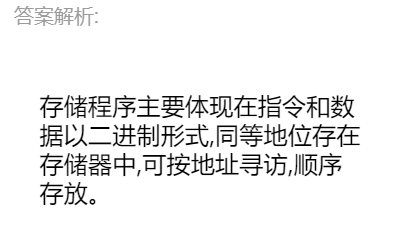 答案解析:
存储程序主要体现在指令和数
据以二进制形式,同等地位存在
存储器中,可按地址寻访,顺序
存放。